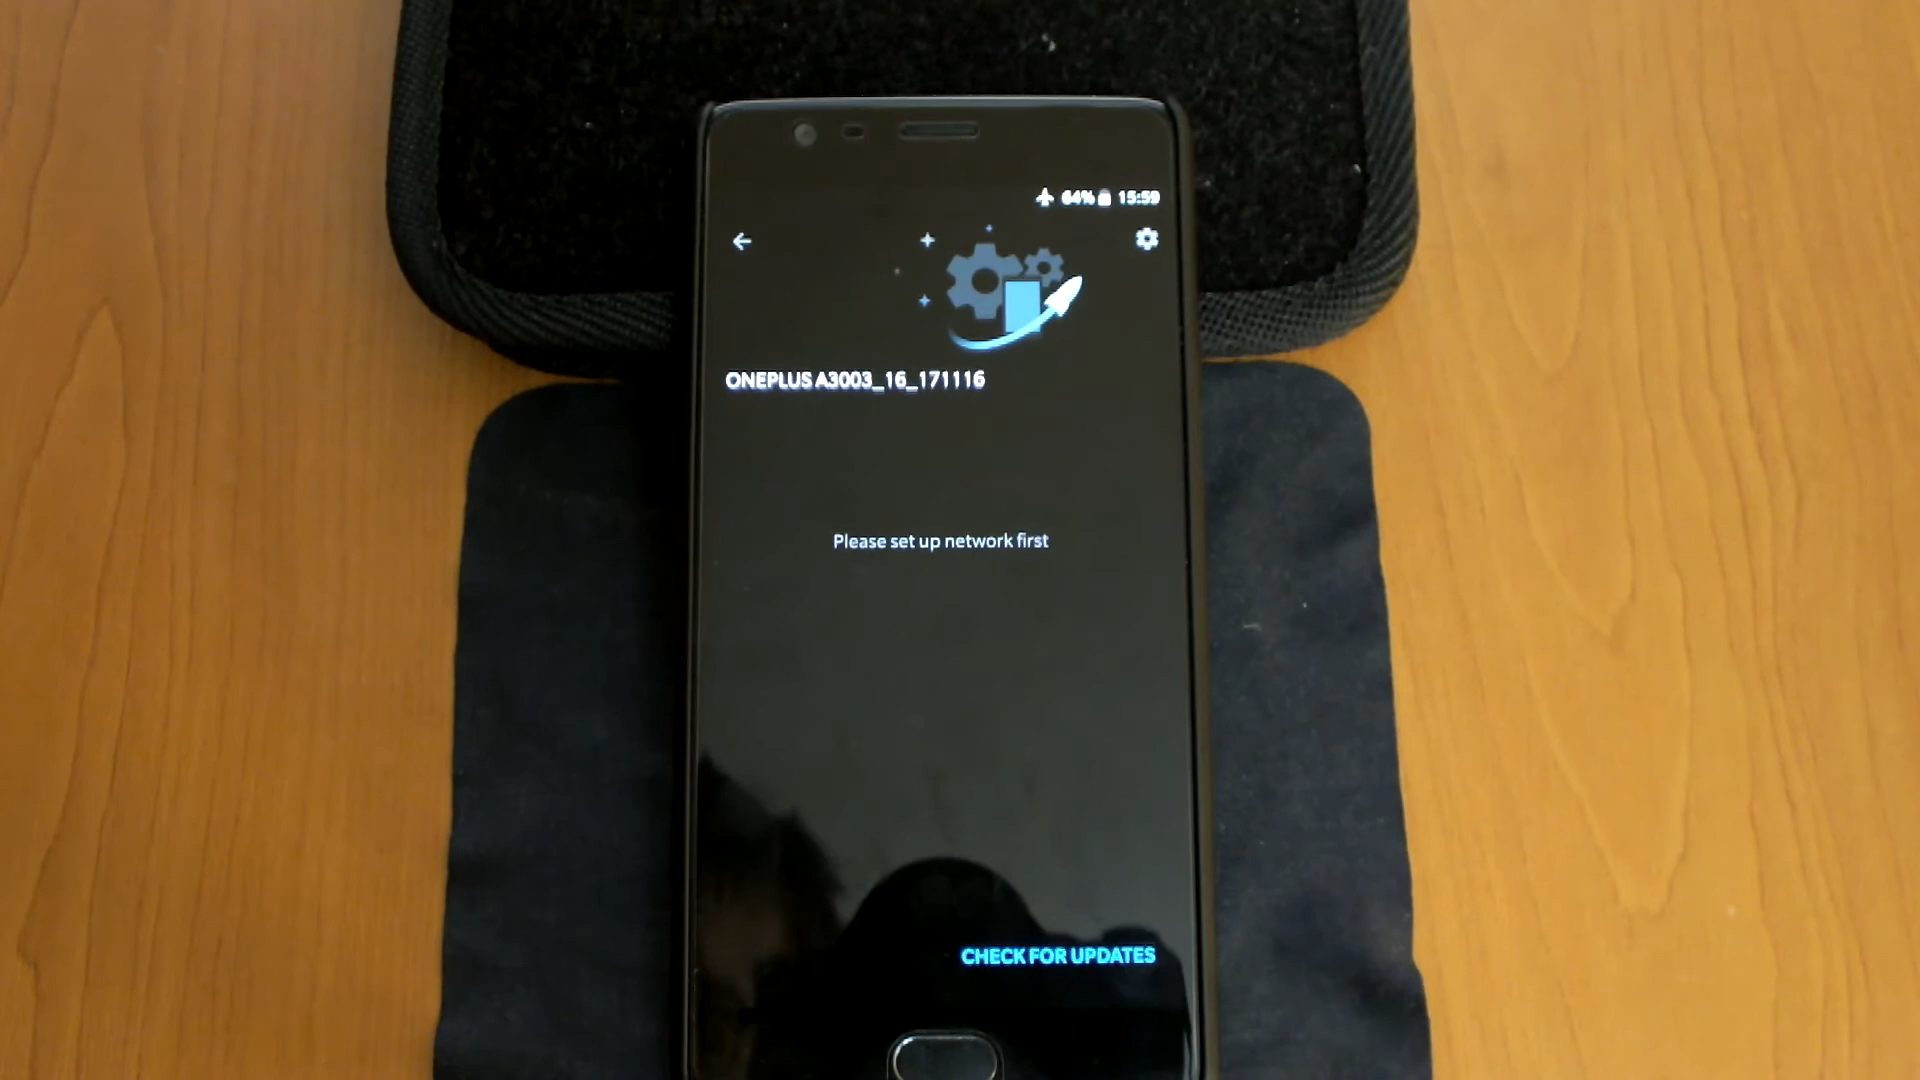 64% 15:59
ONEPLUS A3003_16_171116
Please set up network first
CHECK FOR UPDATES